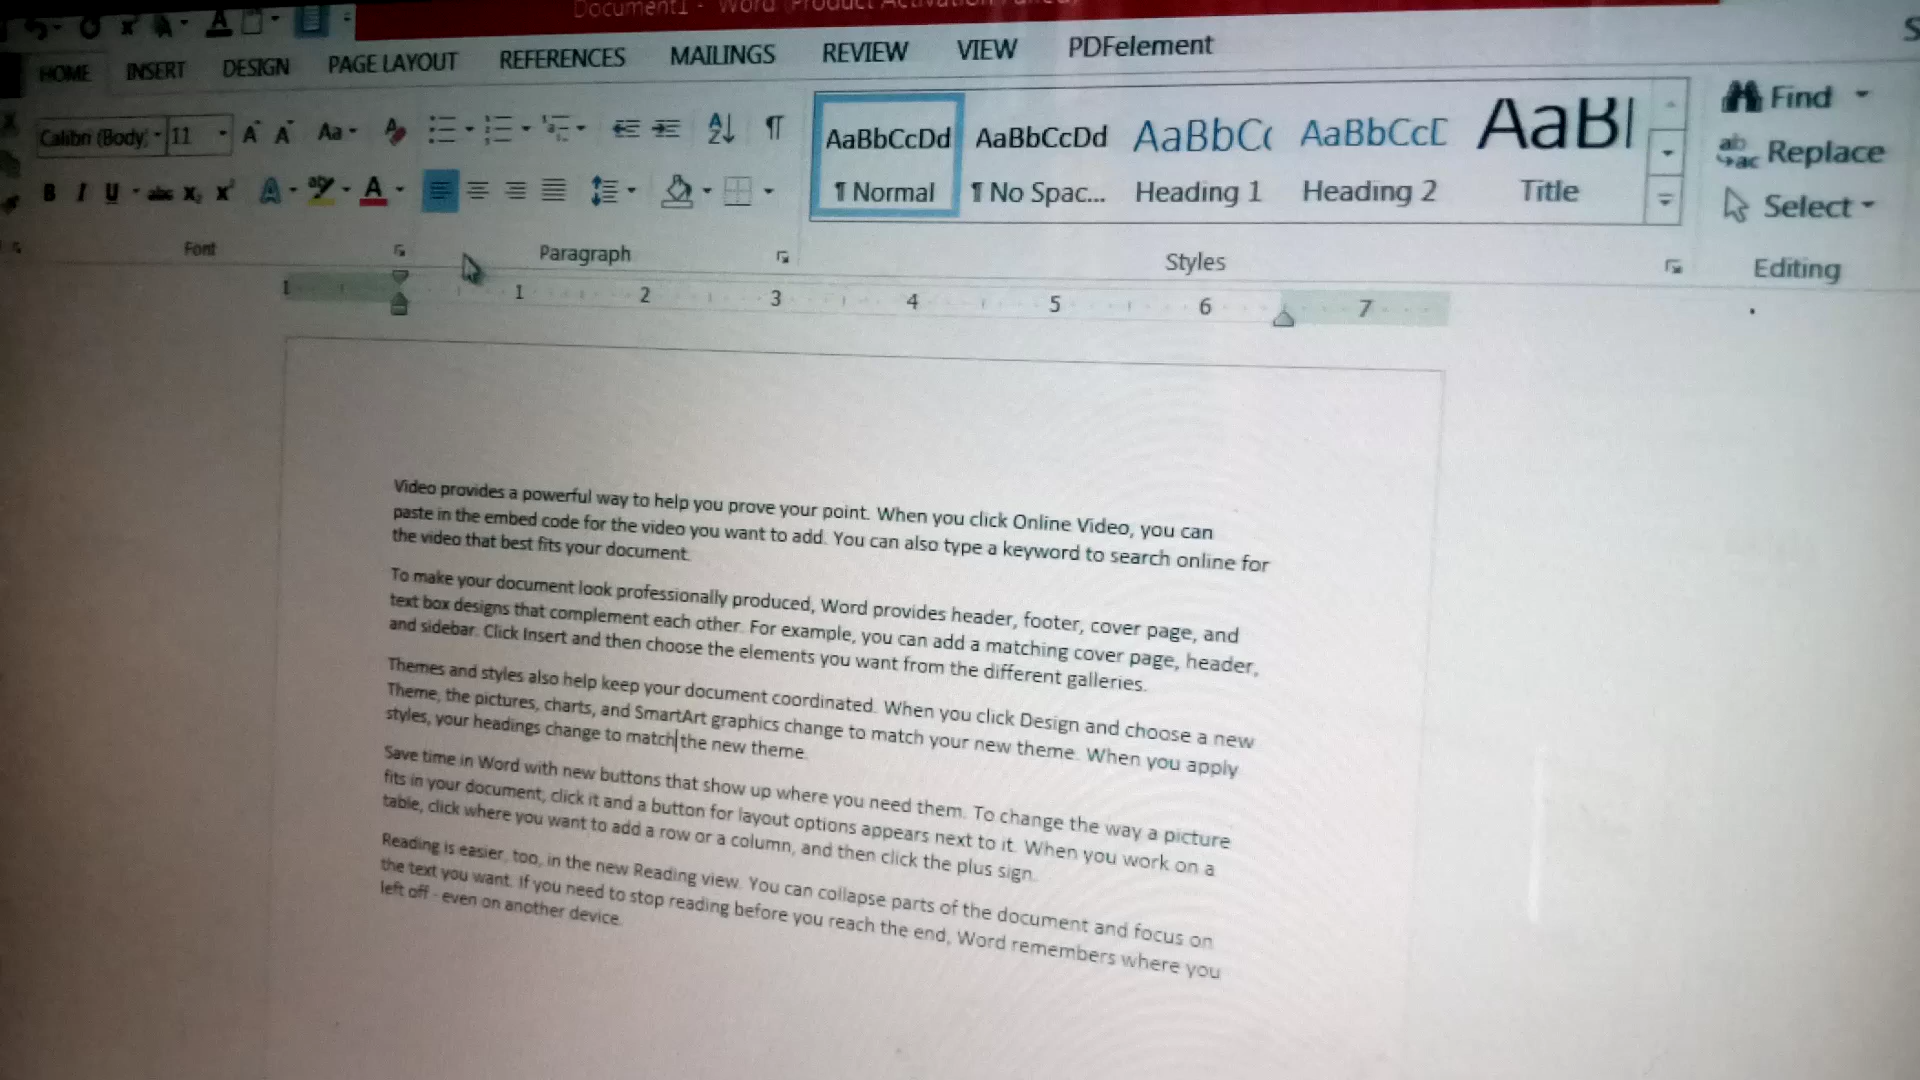 Document1 - Word (Product Activation Failed)
HOME INSERT DESIGN PAGE LAYOUT REFERENCES MAILINGS REVIEW VIEW PDFelement
Calibri (Body) 11 A A Aa
B I U abc X₂ X² A ab A
AaBbCcDd AaBbCcDd AaBbC( AaBbCcD AaBl
¶ Normal ¶ No Spac... Heading 1 Heading 2 Title
Find
Replace
Select
Font Paragraph Styles Editing
1 1 2 3 4 5 6 7
Video provides a powerful way to help you prove your point. When you click Online Video, you can
paste in the embed code for the video you want to add. You can also type a keyword to search online for
the video that best fits your document.
To make your document look professionally produced, Word provides header, footer, cover page, and
text box designs that complement each other. For example, you can add a matching cover page, header,
and sidebar. Click Insert and then choose the elements you want from the different galleries.
Themes and styles also help keep your document coordinated. When you click Design and choose a new
Theme, the pictures, charts, and SmartArt graphics change to match your new theme. When you apply
styles, your headings change to match the new theme.
Save time in Word with new buttons that show up where you need them. To change the way a picture
fits in your document, click it and a button for layout options appears next to it. When you work on a
table, click where you want to add a row or a column, and then click the plus sign.
Reading is easier, too, in the new Reading view. You can collapse parts of the document and focus on
the text you want. If you need to stop reading before you reach the end, Word remembers where you
left off - even on another device.